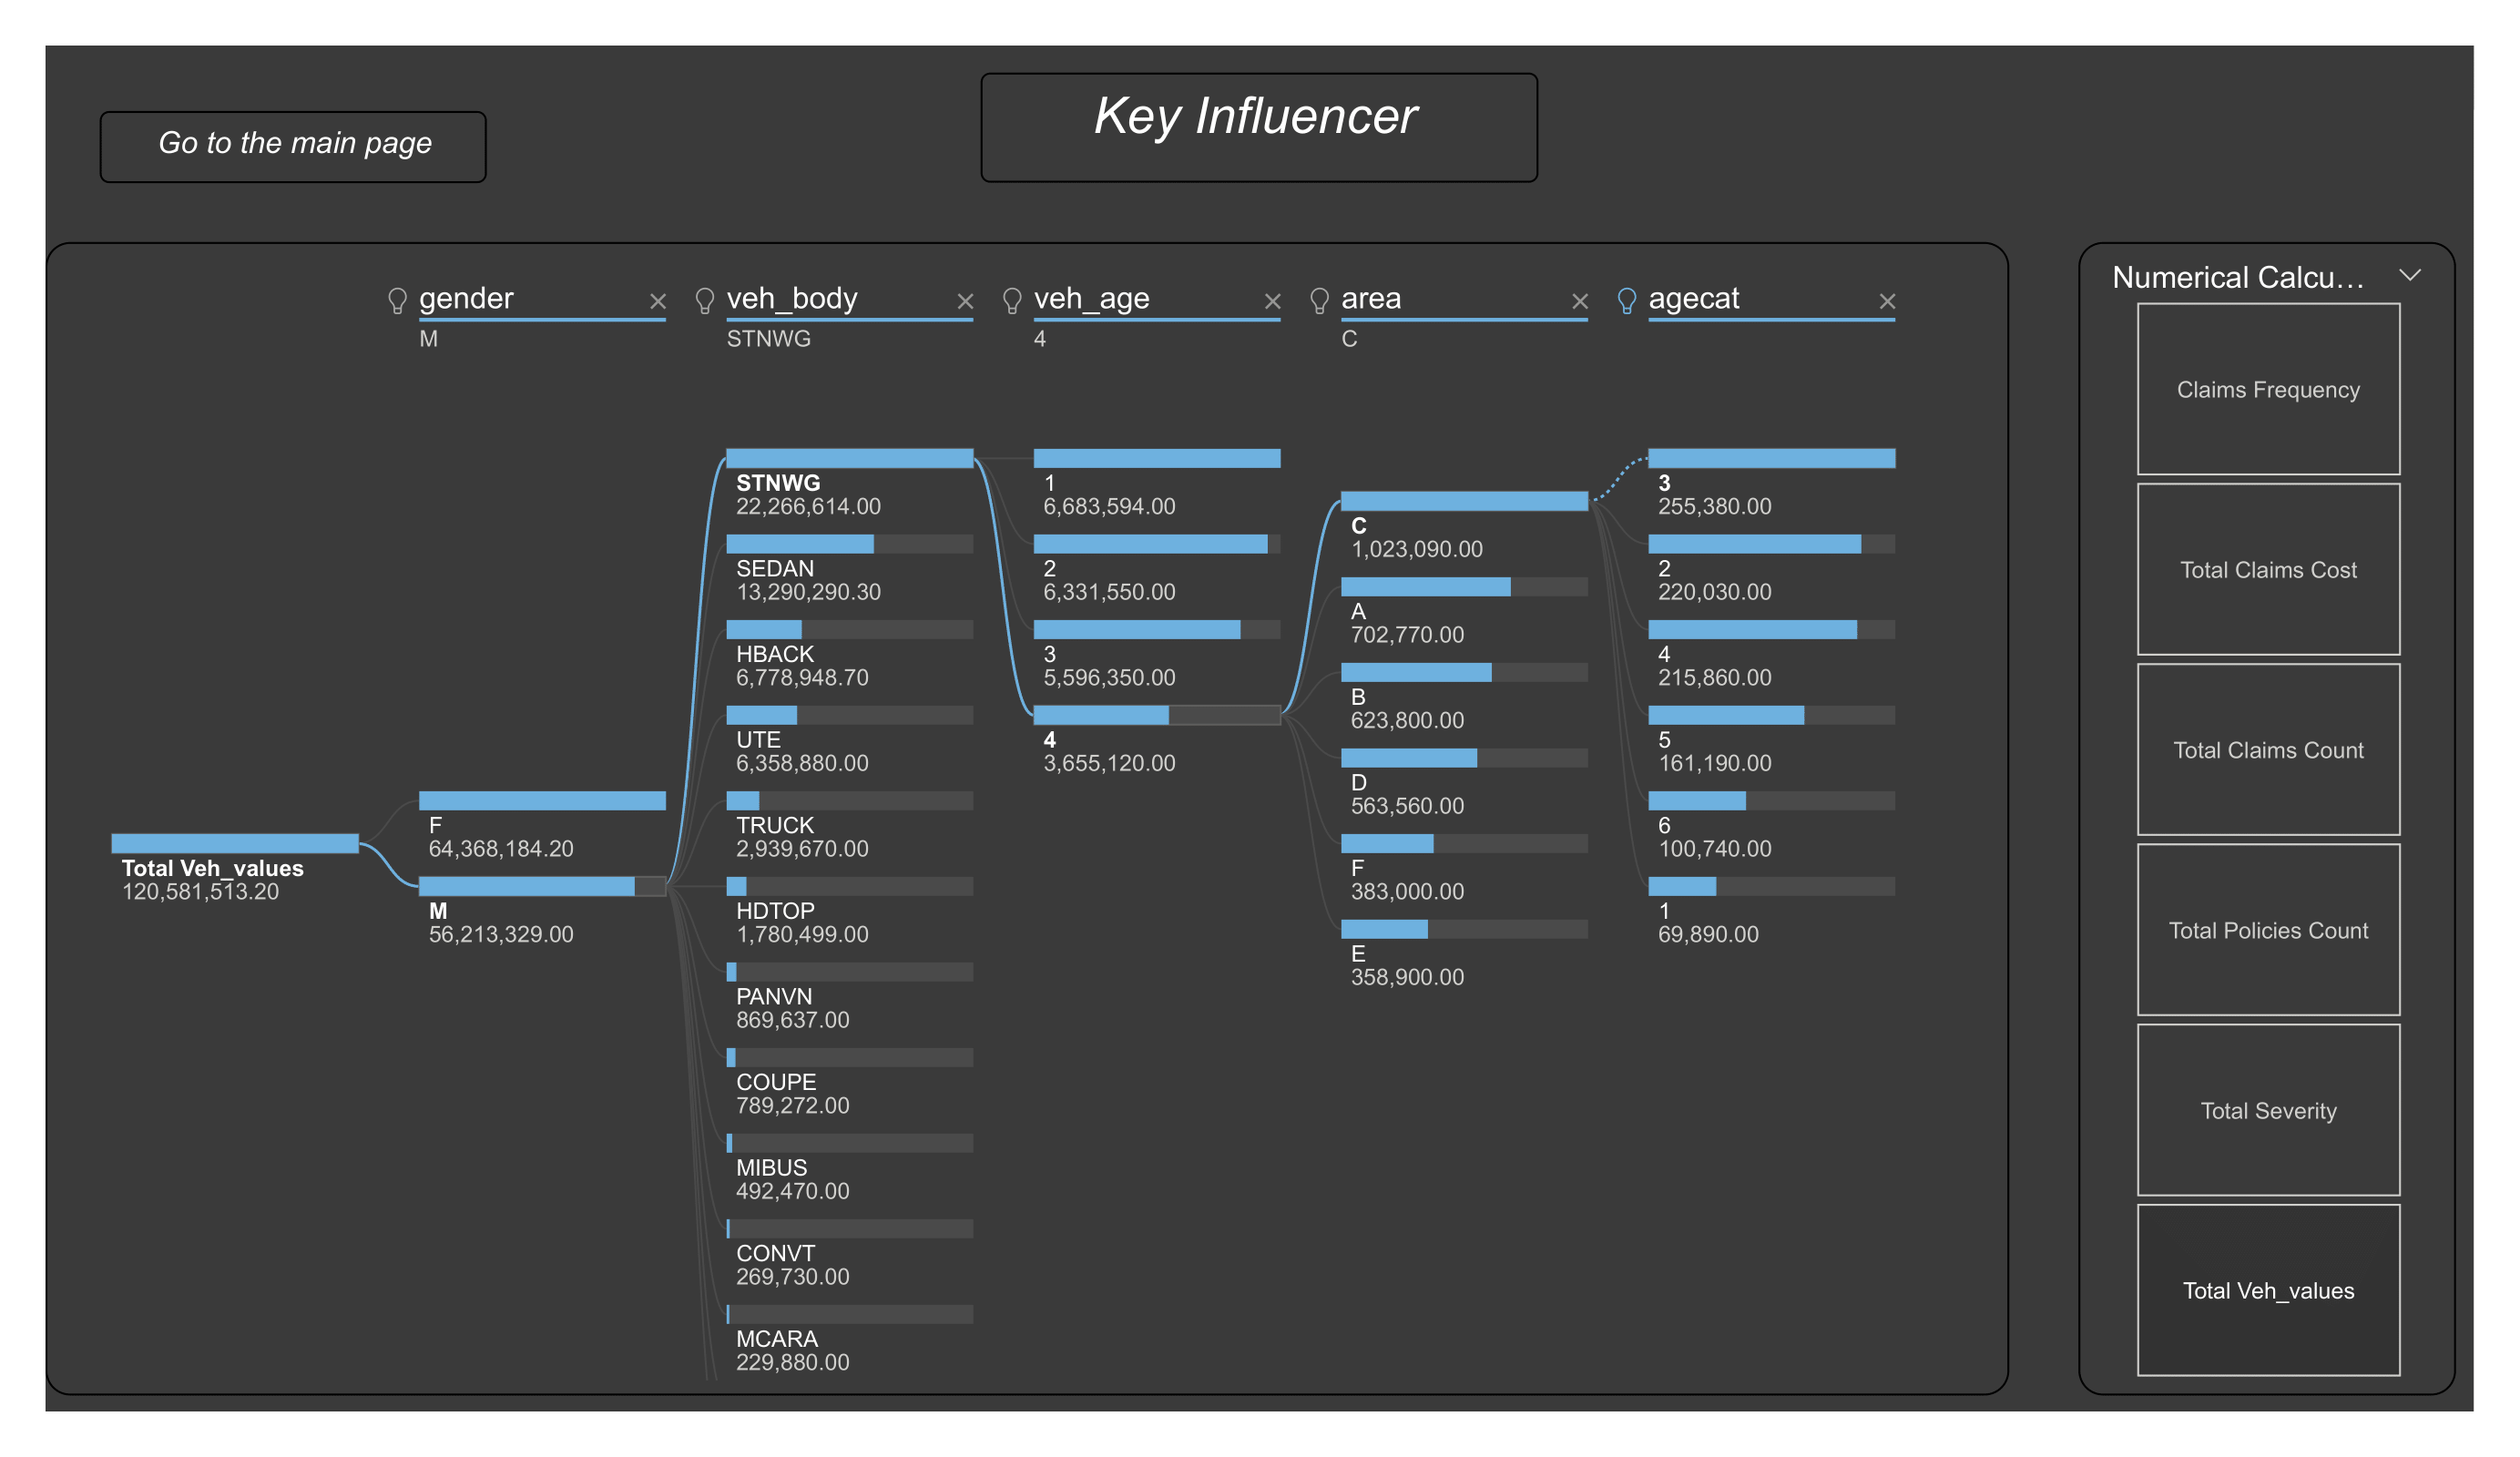 Key Influencer
Go to the main page
gender
M
veh_body
STNWG
veh_age
4
area
C
agecat
Total Veh_values
120,581,513.20
F
64,368,184.20
M
56,213,329.00
STNWG
22,266,614.00
SEDAN
13,290,290.30
HBACK
6,778,948.70
UTE
6,358,880.00
TRUCK
2,939,670.00
HDTOP
1,780,499.00
PANVN
869,637.00
COUPE
789,272.00
MIBUS
492,470.00
CONVT
269,730.00
MCARA
229,880.00
1
6,683,594.00
2
6,331,550.00
3
5,596,350.00
4
3,655,120.00
C
1,023,090.00
A
702,770.00
B
623,800.00
D
563,560.00
F
383,000.00
E
358,900.00
3
255,380.00
2
220,030.00
4
215,860.00
5
161,190.00
6
100,740.00
1
69,890.00
Numerical Calcu...
Claims Frequency
Total Claims Cost
Total Claims Count
Total Policies Count
Total Severity
Total Veh_values